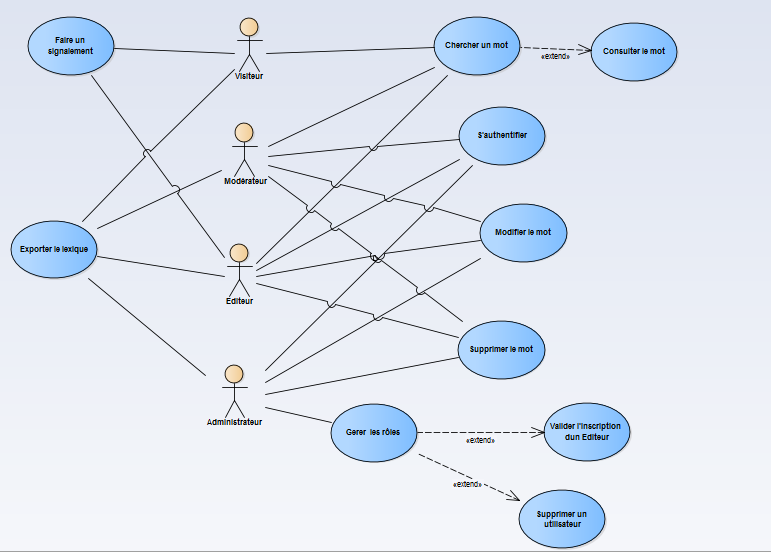 Faire un
signalement
Visiteur
Chercher un mot
«extend»
Consulter le mot
S'authentifier
Modérateur
Modifier le mot
Exporter le lexique
Editeur
Supprimer le mot
Administrateur
Gerer les rôles
«extend»
Valider l'inscription
dun Editeur
«extend»
Supprimer un
utilisateur